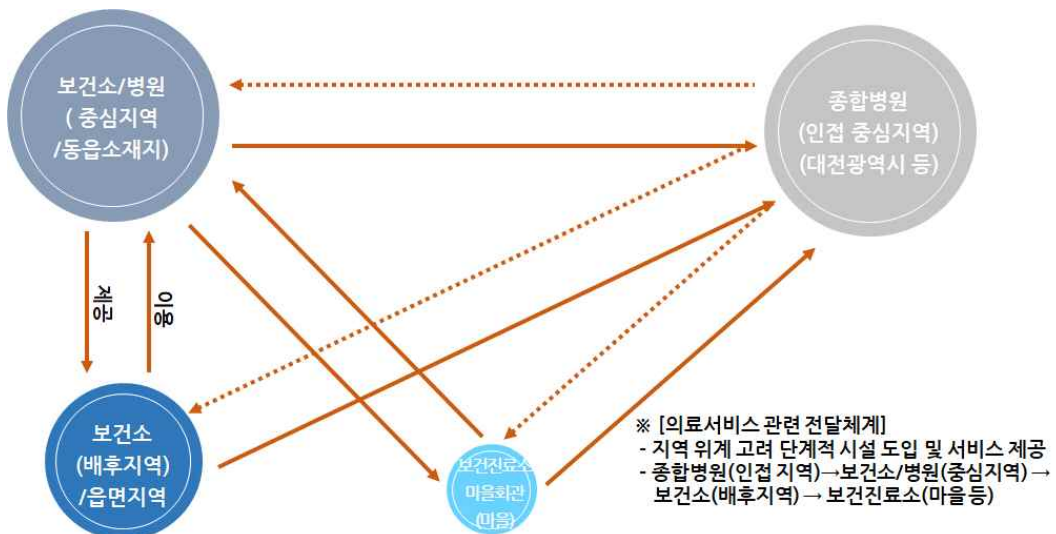 보건소/병원
( 중심지역
/동읍소재지)
종합병원
(인접 중심지역)
(대전광역시 등)
제공
이용
보건소
(배후지역)
/읍면지역
보건진료소
마을회관
(마을)
※ [의료서비스 관련 전달체계]
- 지역 위계 고려 단계적 시설 도입 및 서비스 제공
- 종합병원(인접 지역)→보건소/병원(중심지역) →
보건소(배후지역) → 보건진료소(마을 등)